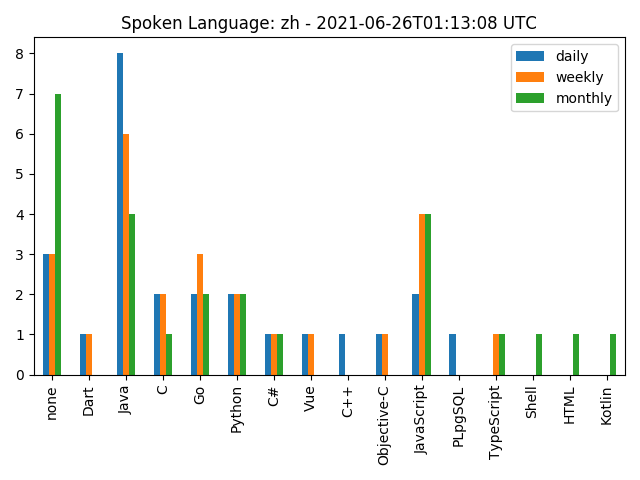 Spoken Language: zh - 2021-06-26T01:13:08 UTC
daily
weekly
monthly
8
7
6
5
4
3
2
1
0
none
Dart
Java
C
Go
Python
C#
Vue
C++
Objective-C
JavaScript
PLpgSQL
TypeScript
Shell
HTML
Kotlin